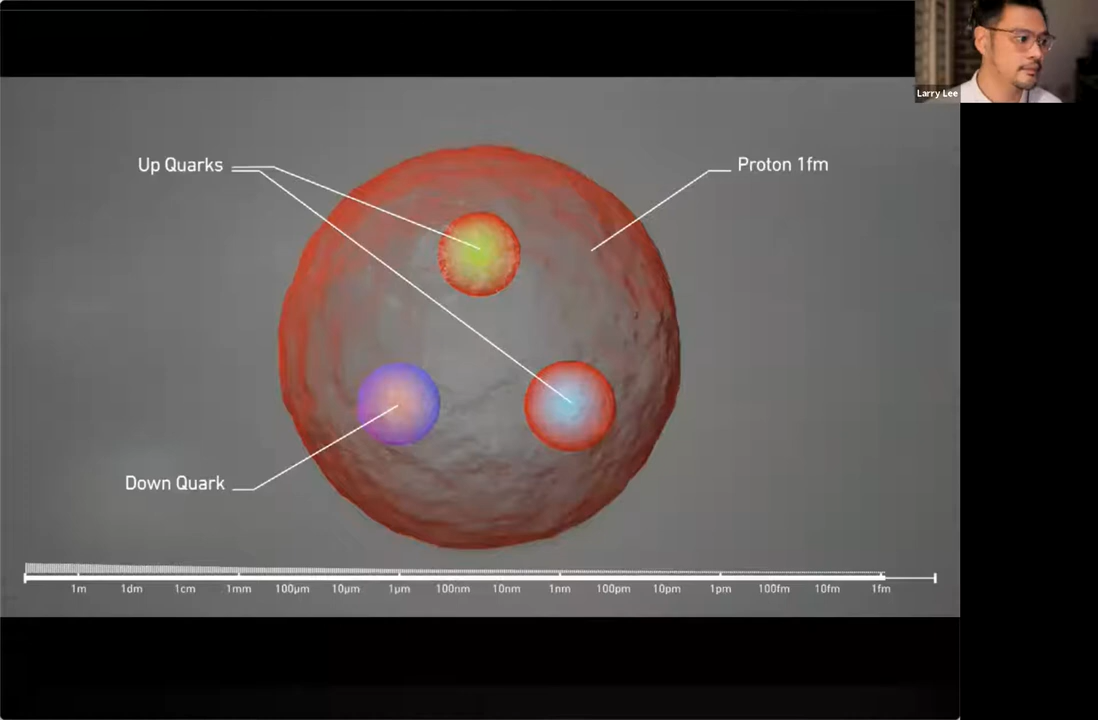 Larry Lee
Up Quarks
Proton 1fm
Down Quark
1m 1dm 1cm 1mm 100µm 10µm 1µm 100nm 10nm 1nm 100pm 10pm 1pm 100fm 10fm 1fm